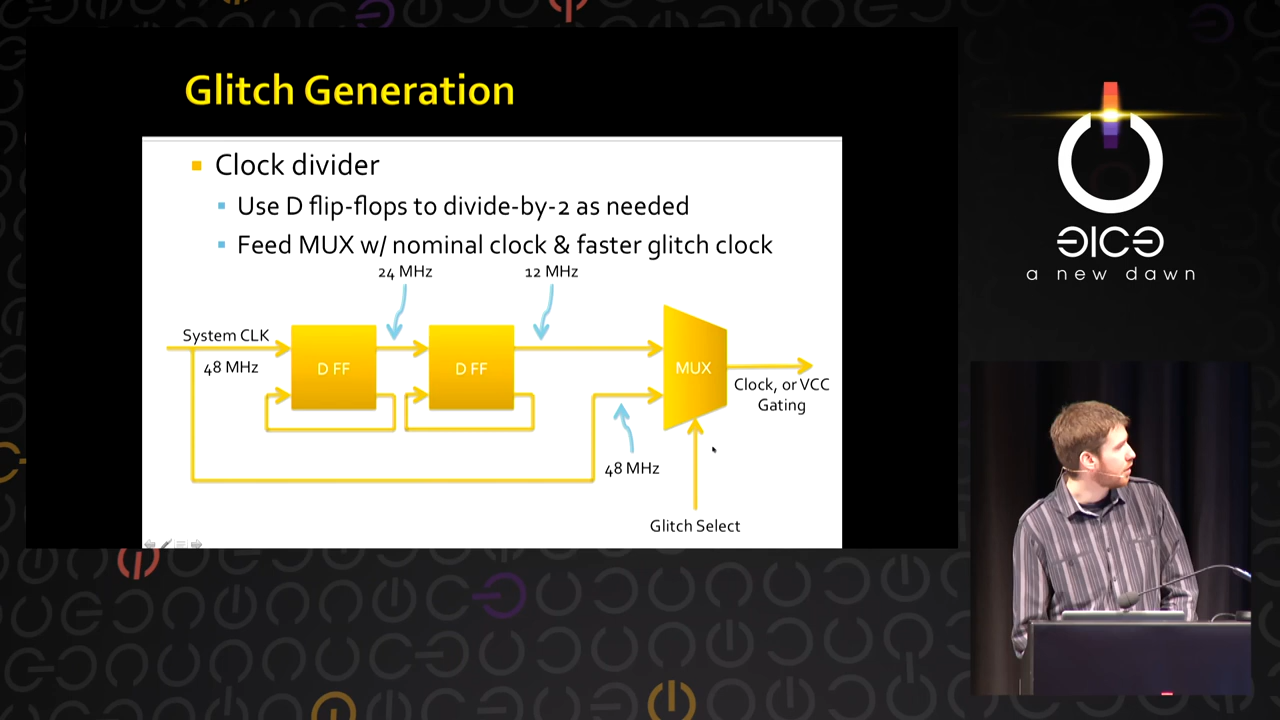 Glitch Generation
Clock divider
Use D flip-flops to divide-by-2 as needed
Feed MUX w/ nominal clock & faster glitch clock
24 MHz
12 MHz
System CLK
48 MHz
D FF
D FF
MUX
Clock, or VCC
Gating
48 MHz
Glitch Select
a new dawn